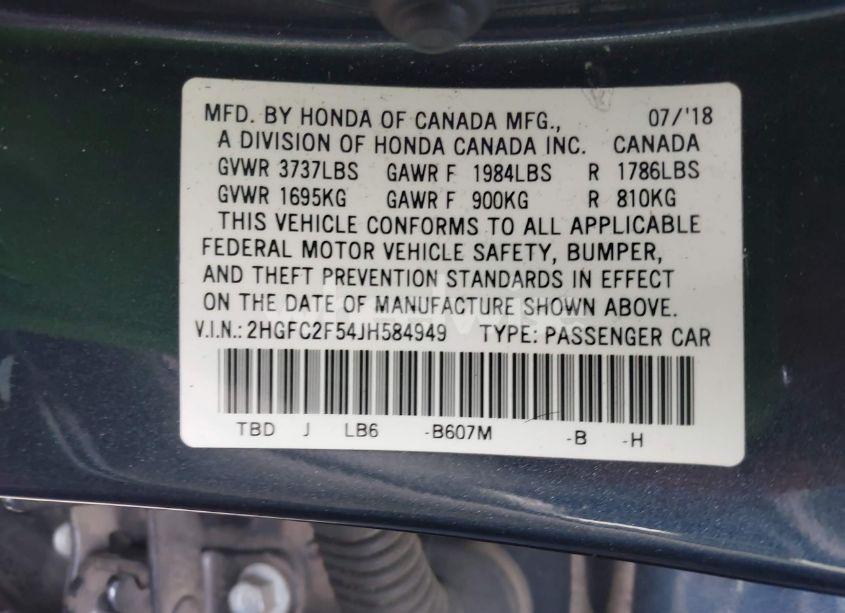 MFD. BY HONDA OF CANADA MFG., 07/'18
A DIVISION OF HONDA CANADA INC. CANADA
GVWR 3737LBS GAWR F 1984LBS R 1786LBS
GVWR 1695KG GAWR F 900KG R 810KG
THIS VEHICLE CONFORMS TO ALL APPLICABLE
FEDERAL MOTOR VEHICLE SAFETY, BUMPER,
AND THEFT PREVENTION STANDARDS IN EFFECT
ON THE DATE OF MANUFACTURE SHOWN ABOVE.
V.I.N.: 2HGFC2F54JH584949 TYPE: PASSENGER CAR
TBD J LB6 -B607M -B -H